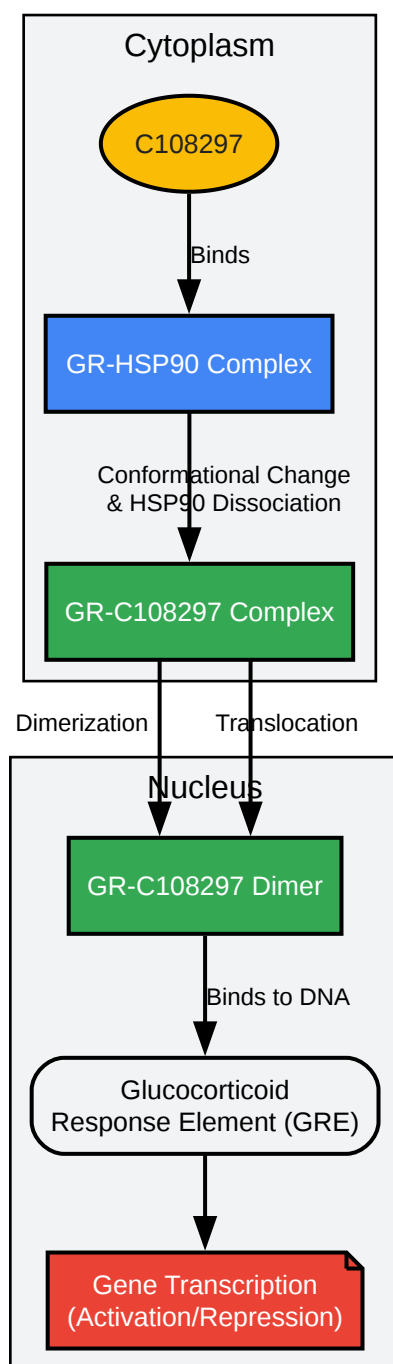 Cytoplasm
C108297
Binds
GR-HSP90 Complex
Conformational Change
& HSP90 Dissociation
GR-C108297 Complex
Dimerization
Translocation
Nucleus
GR-C108297 Dimer
Binds to DNA
Glucocorticoid
Response Element (GRE)
Gene Transcription
(Activation/Repression)